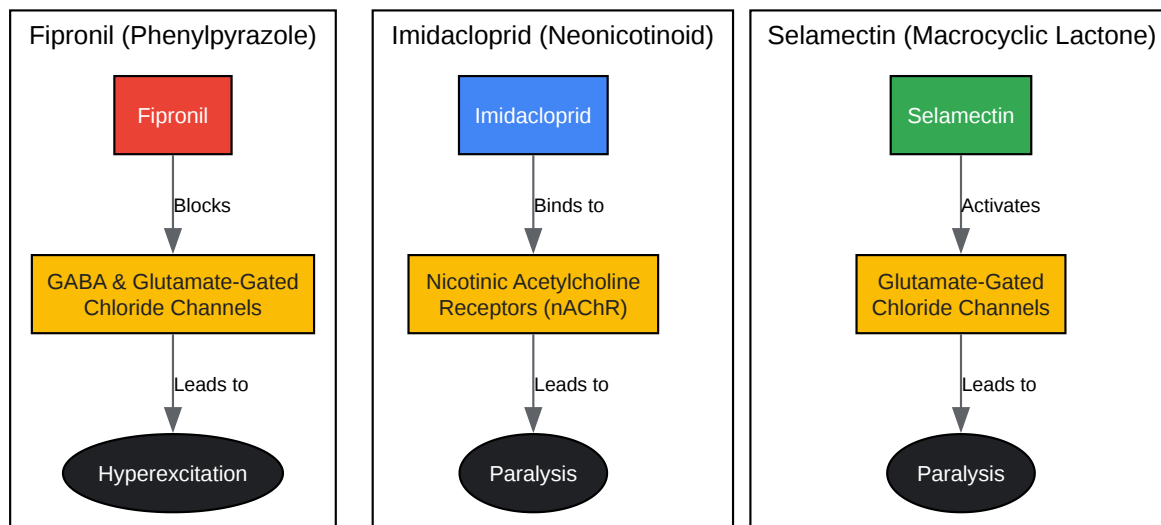 Fipronil (Phenylpyrazole)
Fipronil
Blocks
GABA & Glutamate-Gated
Chloride Channels
Leads to
Hyperexcitation
Imidacloprid (Neonicotinoid)
Imidacloprid
Binds to
Nicotinic Acetylcholine
Receptors (nAChR)
Leads to
Paralysis
Selamectin (Macrocyclic Lactone)
Selamectin
Activates
Glutamate-Gated
Chloride Channels
Leads to
Paralysis